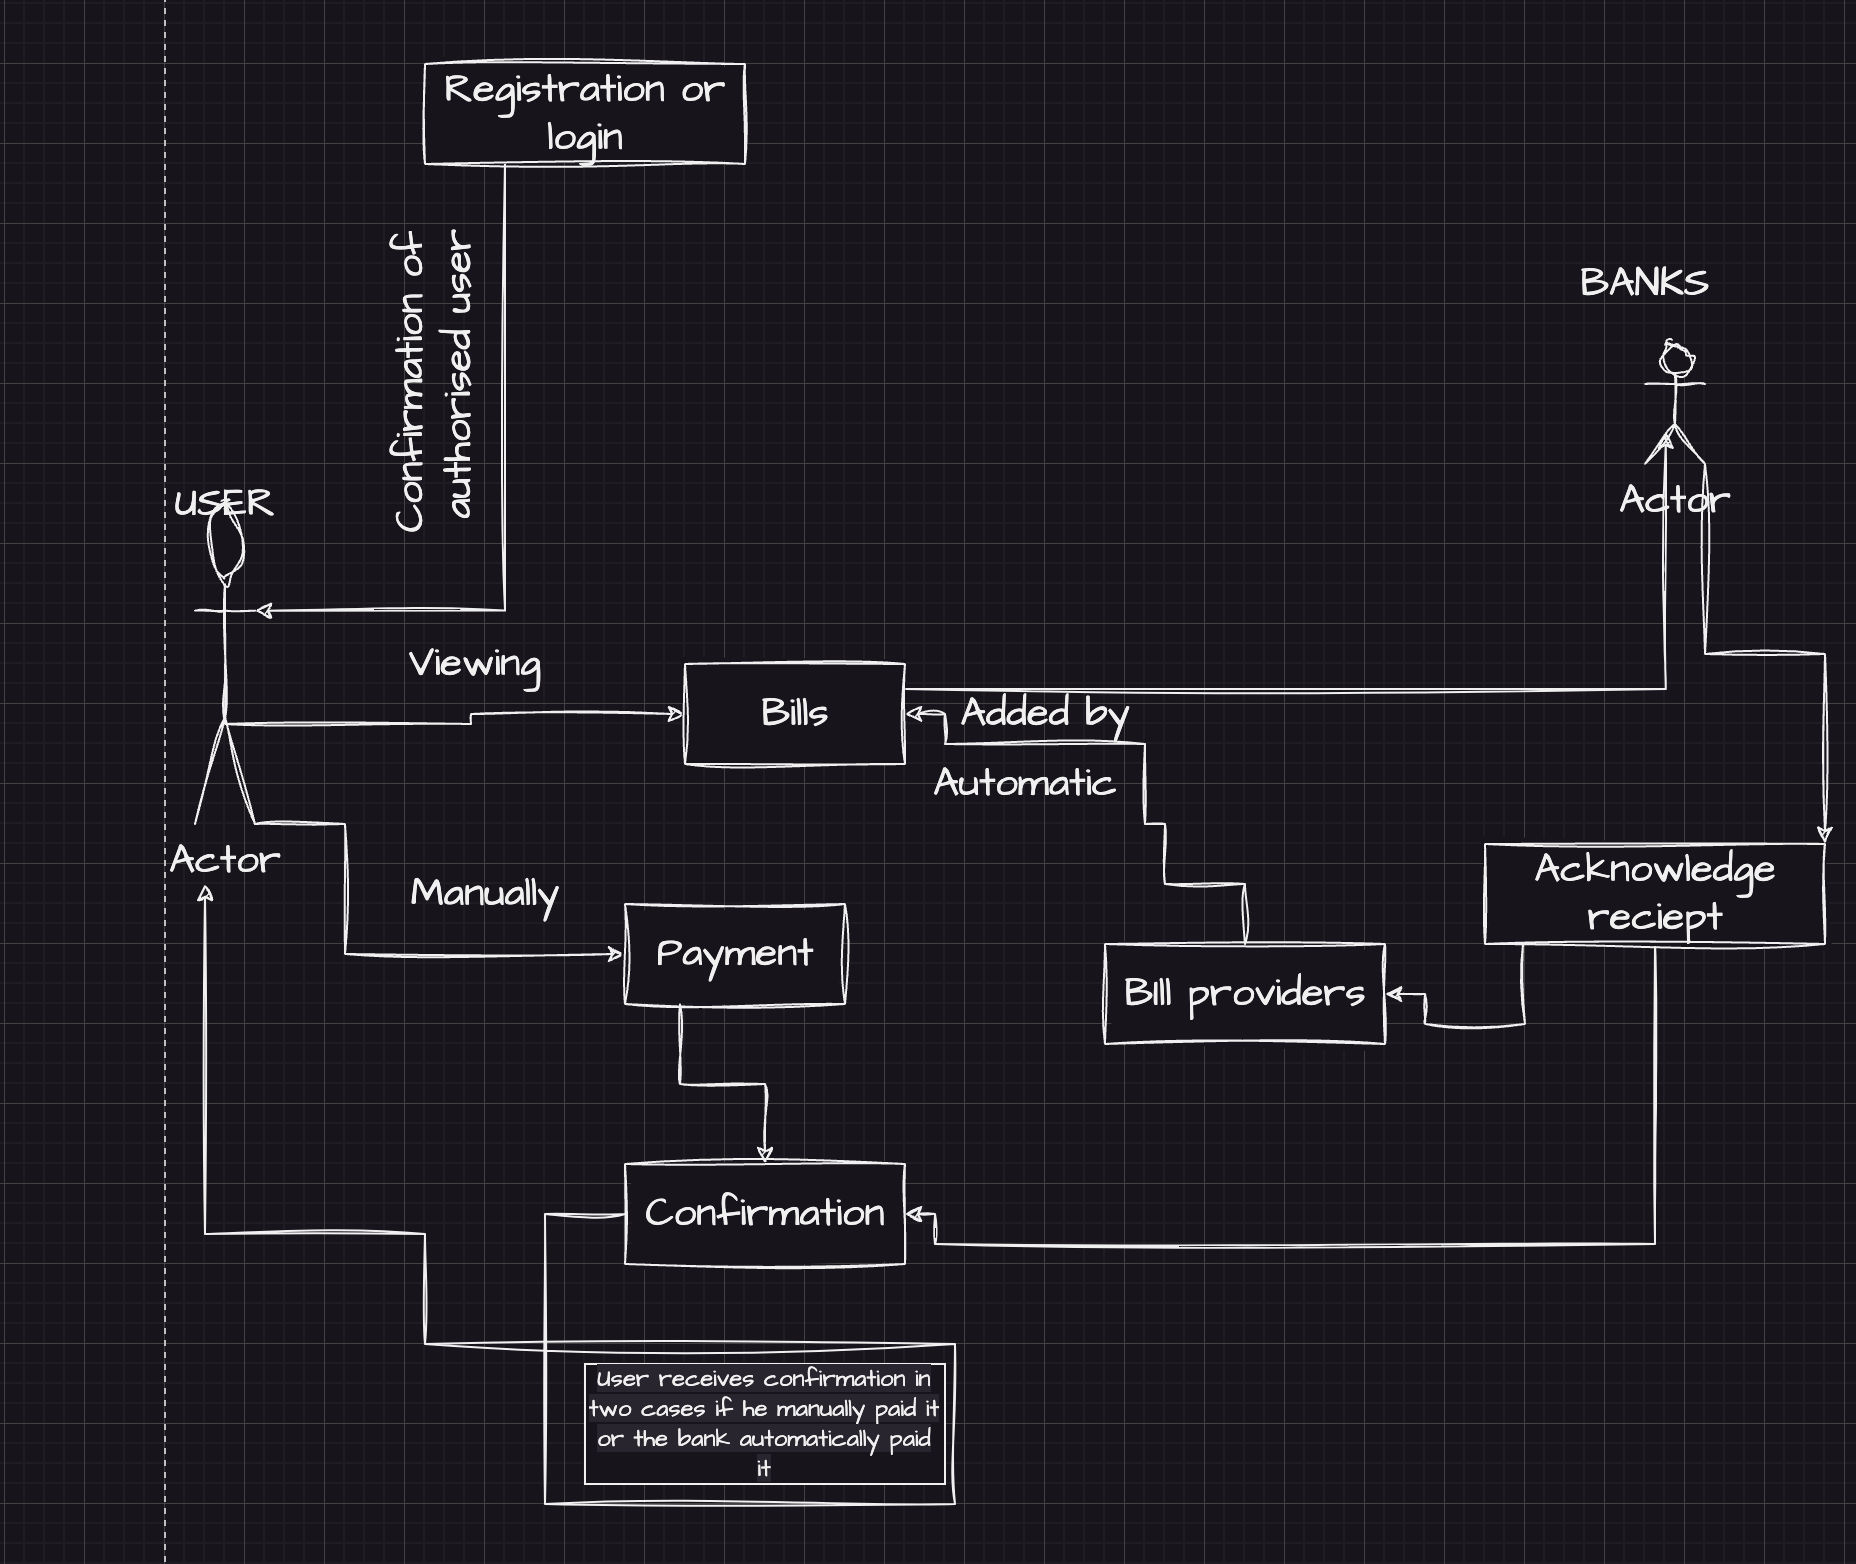 Registration or
login
Confirmation of
authorised user
BANKS
Actor
USER
Viewing
Bills
Added by
Automatic
Actor
Manually
Acknowledge
reciept
Payment
Bill providers
Confirmation
User receives confirmation in
two cases if he manually paid it
or the bank automatically paid
it